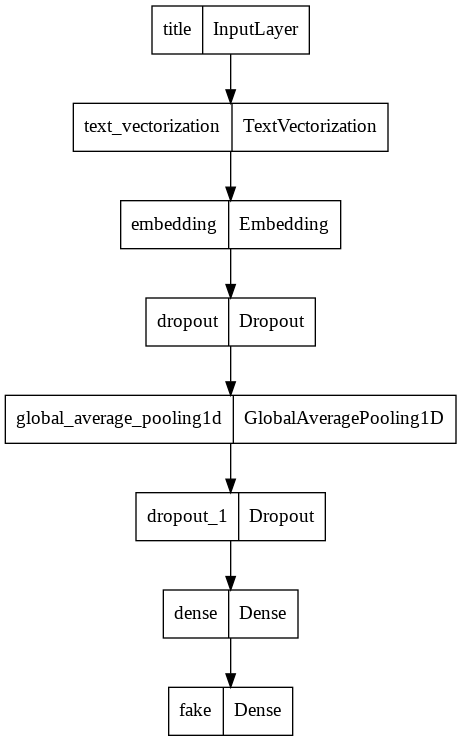 title InputLayer
text_vectorization TextVectorization
embedding Embedding
dropout Dropout
global_average_pooling1d GlobalAveragePooling1D
dropout_1 Dropout
dense Dense
fake Dense